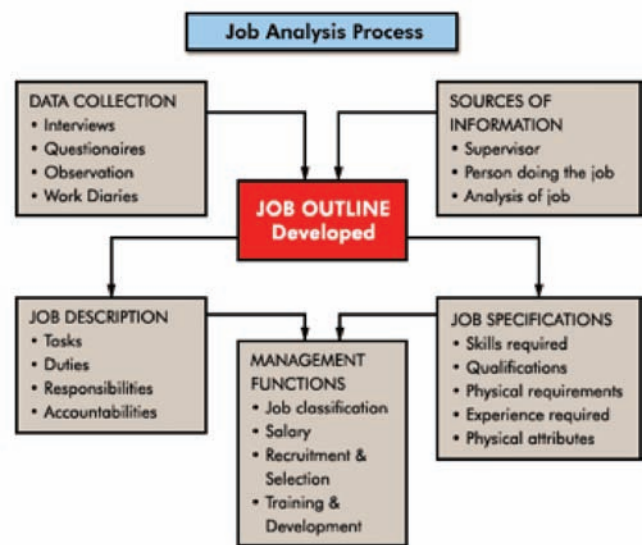 Job Analysis Process
DATA COLLECTION
• Interviews
• Questionaires
• Observation
• Work Diaries
SOURCES OF
INFORMATION
• Supervisor
• Person doing the job
• Analysis of job
JOB OUTLINE
Developed
JOB DESCRIPTION
• Tasks
• Duties
• Responsibilities
• Accountabilities
MANAGEMENT
FUNCTIONS
• Job classification
• Salary
• Recruitment &
Selection
• Training &
Development
JOB SPECIFICATIONS
• Skills required
• Qualifications
• Physical requirements
• Experience required
• Physical attributes